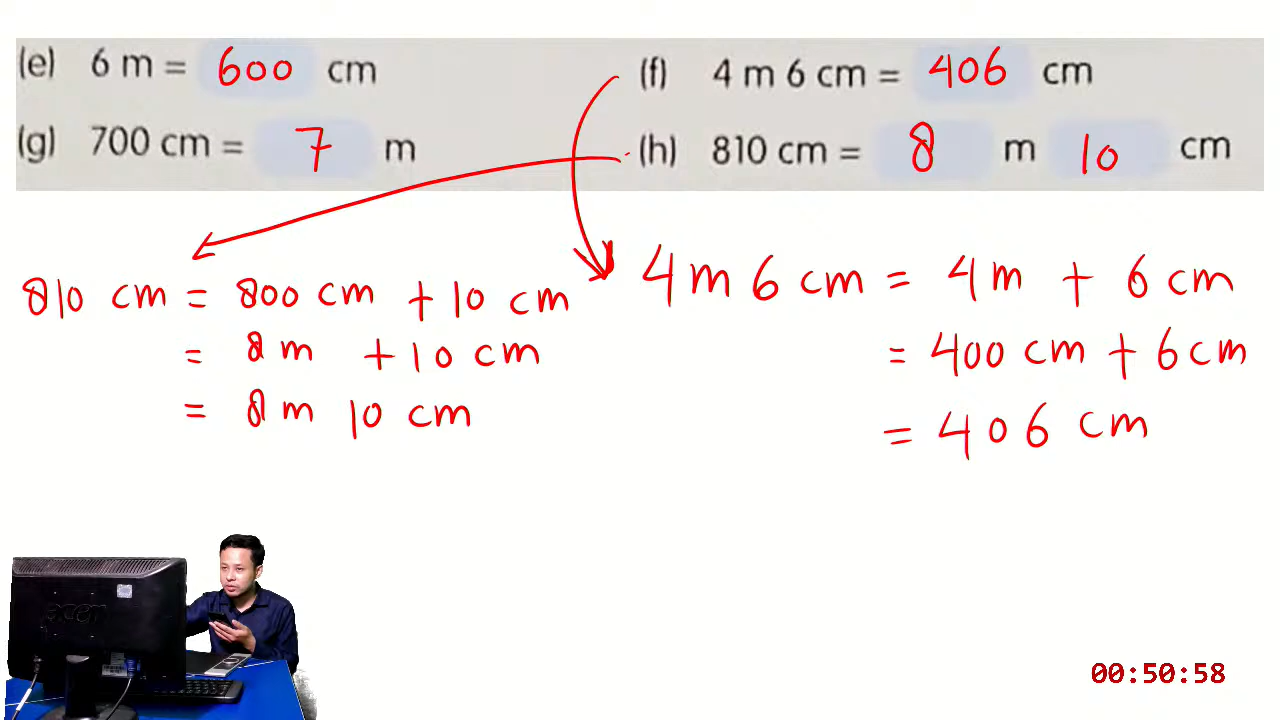 (e) 6 m = 600 cm
(f) 4 m 6 cm = 406 cm
(g) 700 cm = 7 m
(h) 810 cm = 8 m 10 cm
810 cm = 800 cm + 10 cm
= 8 m + 10 cm
= 8 m 10 cm
4 m 6 cm = 4 m + 6 cm
= 400 cm + 6 cm
= 406 cm
acer
00:50:58